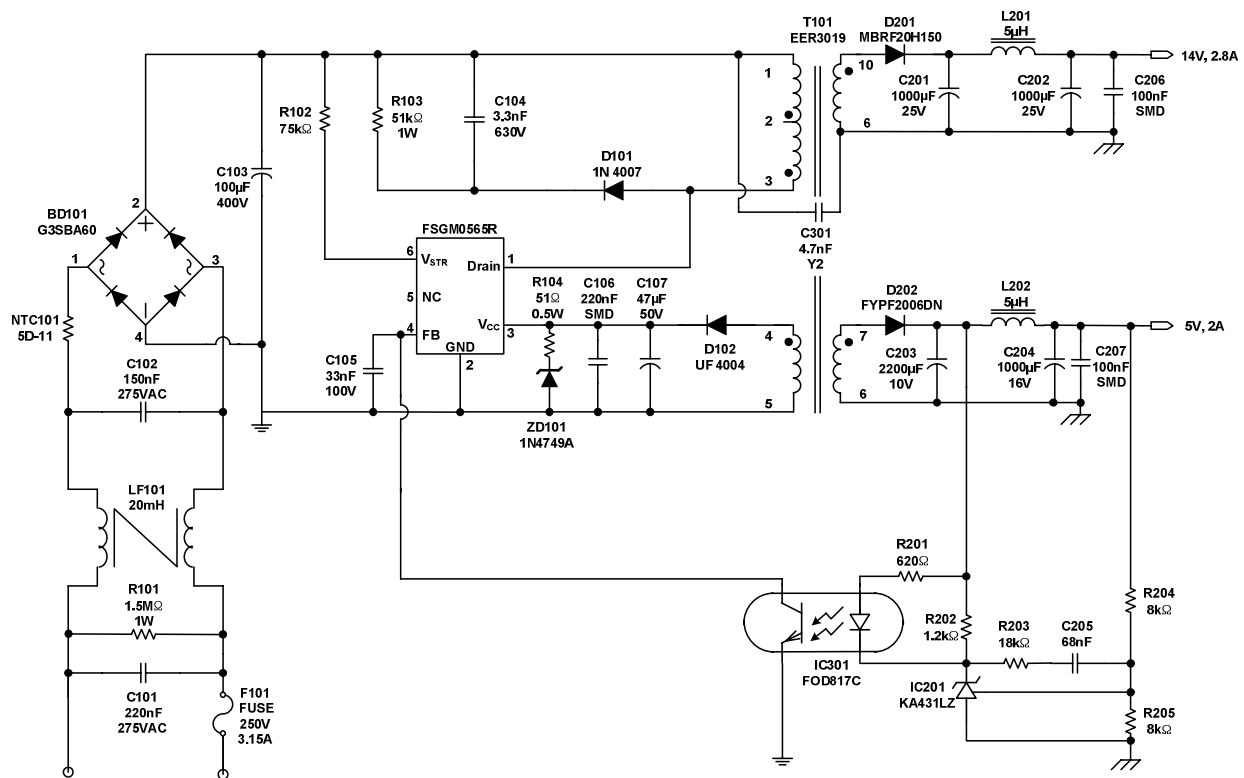 T101
EER3019
D201
MBRF20H150
L201
5μH
10
1
2
3
6
14V, 2.8A
C201
1000μF
25V
C202
1000μF
25V
C206
100nF
SMD
R102
75kΩ
R103
51kΩ
1W
C104
3.3nF
630V
D101
1N 4007
C103
100μF
400V
C301
4.7nF
Y2
BD101
G3SBA60
2
1
3
4
+
−
FSGM0565R
6
VSTR
Drain
1
5
NC
4
FB
VCC
3
GND
2
R104
51Ω
0.5W
C106
220nF
SMD
C107
47μF
50V
D102
UF 4004
4
5
7
6
D202
FYPF2006DN
L202
5μH
5V, 2A
C203
2200μF
10V
C204
1000μF
16V
C207
100nF
SMD
NTC101
5D-11
C102
150nF
275VAC
C105
33nF
100V
ZD101
1N4749A
LF101
20mH
R101
1.5MΩ
1W
C101
220nF
275VAC
F101
FUSE
250V
3.15A
R201
620Ω
R202
1.2kΩ
R203
18kΩ
C205
68nF
R204
8kΩ
IC301
FOD817C
IC201
KA431LZ
R205
8kΩ